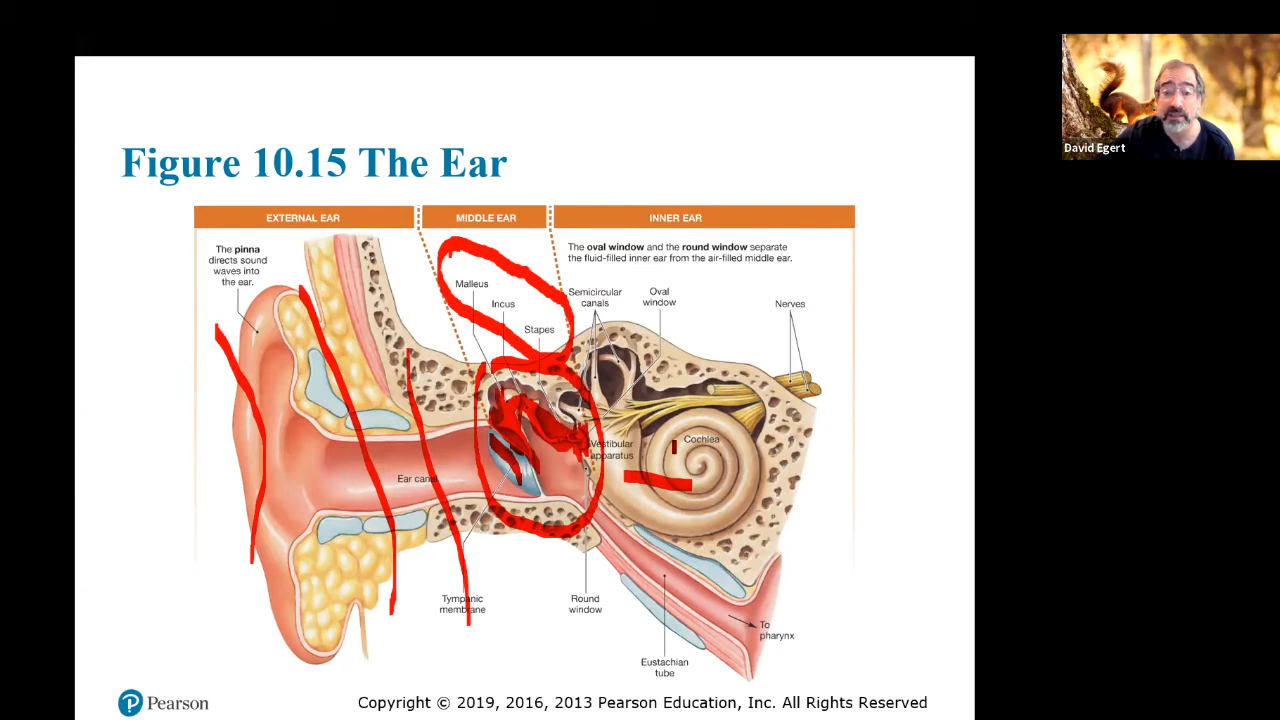 David Egert
Figure 10.15 The Ear
EXTERNAL EAR
MIDDLE EAR
INNER EAR
The pinna
directs sound
waves into
the ear.
The oval window and the round window separate
the fluid-filled inner ear from the air-filled middle ear.
Malleus
Incus
Stapes
Semicircular
canals
Oval
window
Nerves
Vestibular
apparatus
Cochlea
Ear canal
Tympanic
membrane
Round
window
To
pharynx
Eustachian
tube
P Pearson
Copyright © 2019, 2016, 2013 Pearson Education, Inc. All Rights Reserved